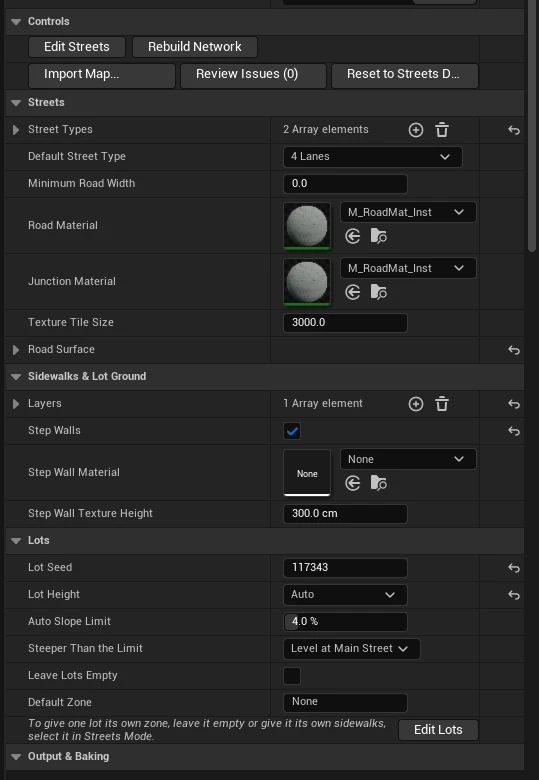 Controls
Edit Streets Rebuild Network
Import Map... Review Issues (0) Reset to Streets D...
Streets
Street Types 2 Array elements
Default Street Type 4 Lanes
Minimum Road Width 0.0
Road Material M_RoadMat_Inst
Junction Material M_RoadMat_Inst
Texture Tile Size 3000.0
Road Surface
Sidewalks & Lot Ground
Layers 1 Array element
Step Walls
Step Wall Material None None
Step Wall Texture Height 300.0 cm
Lots
Lot Seed 117343
Lot Height Auto
Auto Slope Limit 4.0 %
Steeper Than the Limit Level at Main Street
Leave Lots Empty
Default Zone None
To give one lot its own zone, leave it empty or give it its own sidewalks,
select it in Streets Mode. Edit Lots
Output & Baking